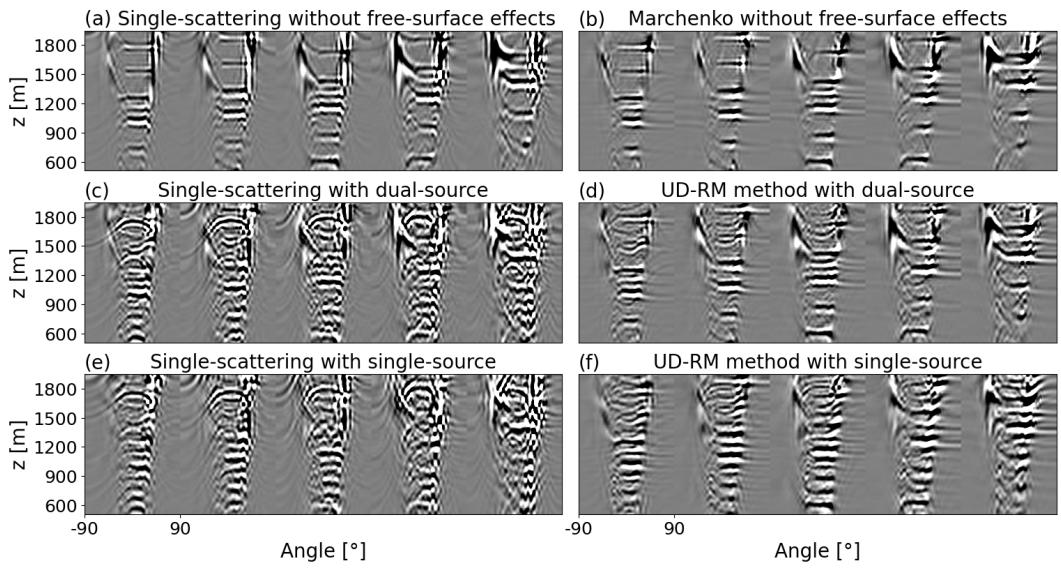 (a) Single-scattering without free-surface effects
(b) Marchenko without free-surface effects
1800
1500
1200
900
600
z [m]
(c) Single-scattering with dual-source
(d) UD-RM method with dual-source
1800
1500
1200
900
600
z [m]
(e) Single-scattering with single-source
(f) UD-RM method with single-source
1800
1500
1200
900
600
z [m]
-90 90
-90 90
Angle [°]
Angle [°]